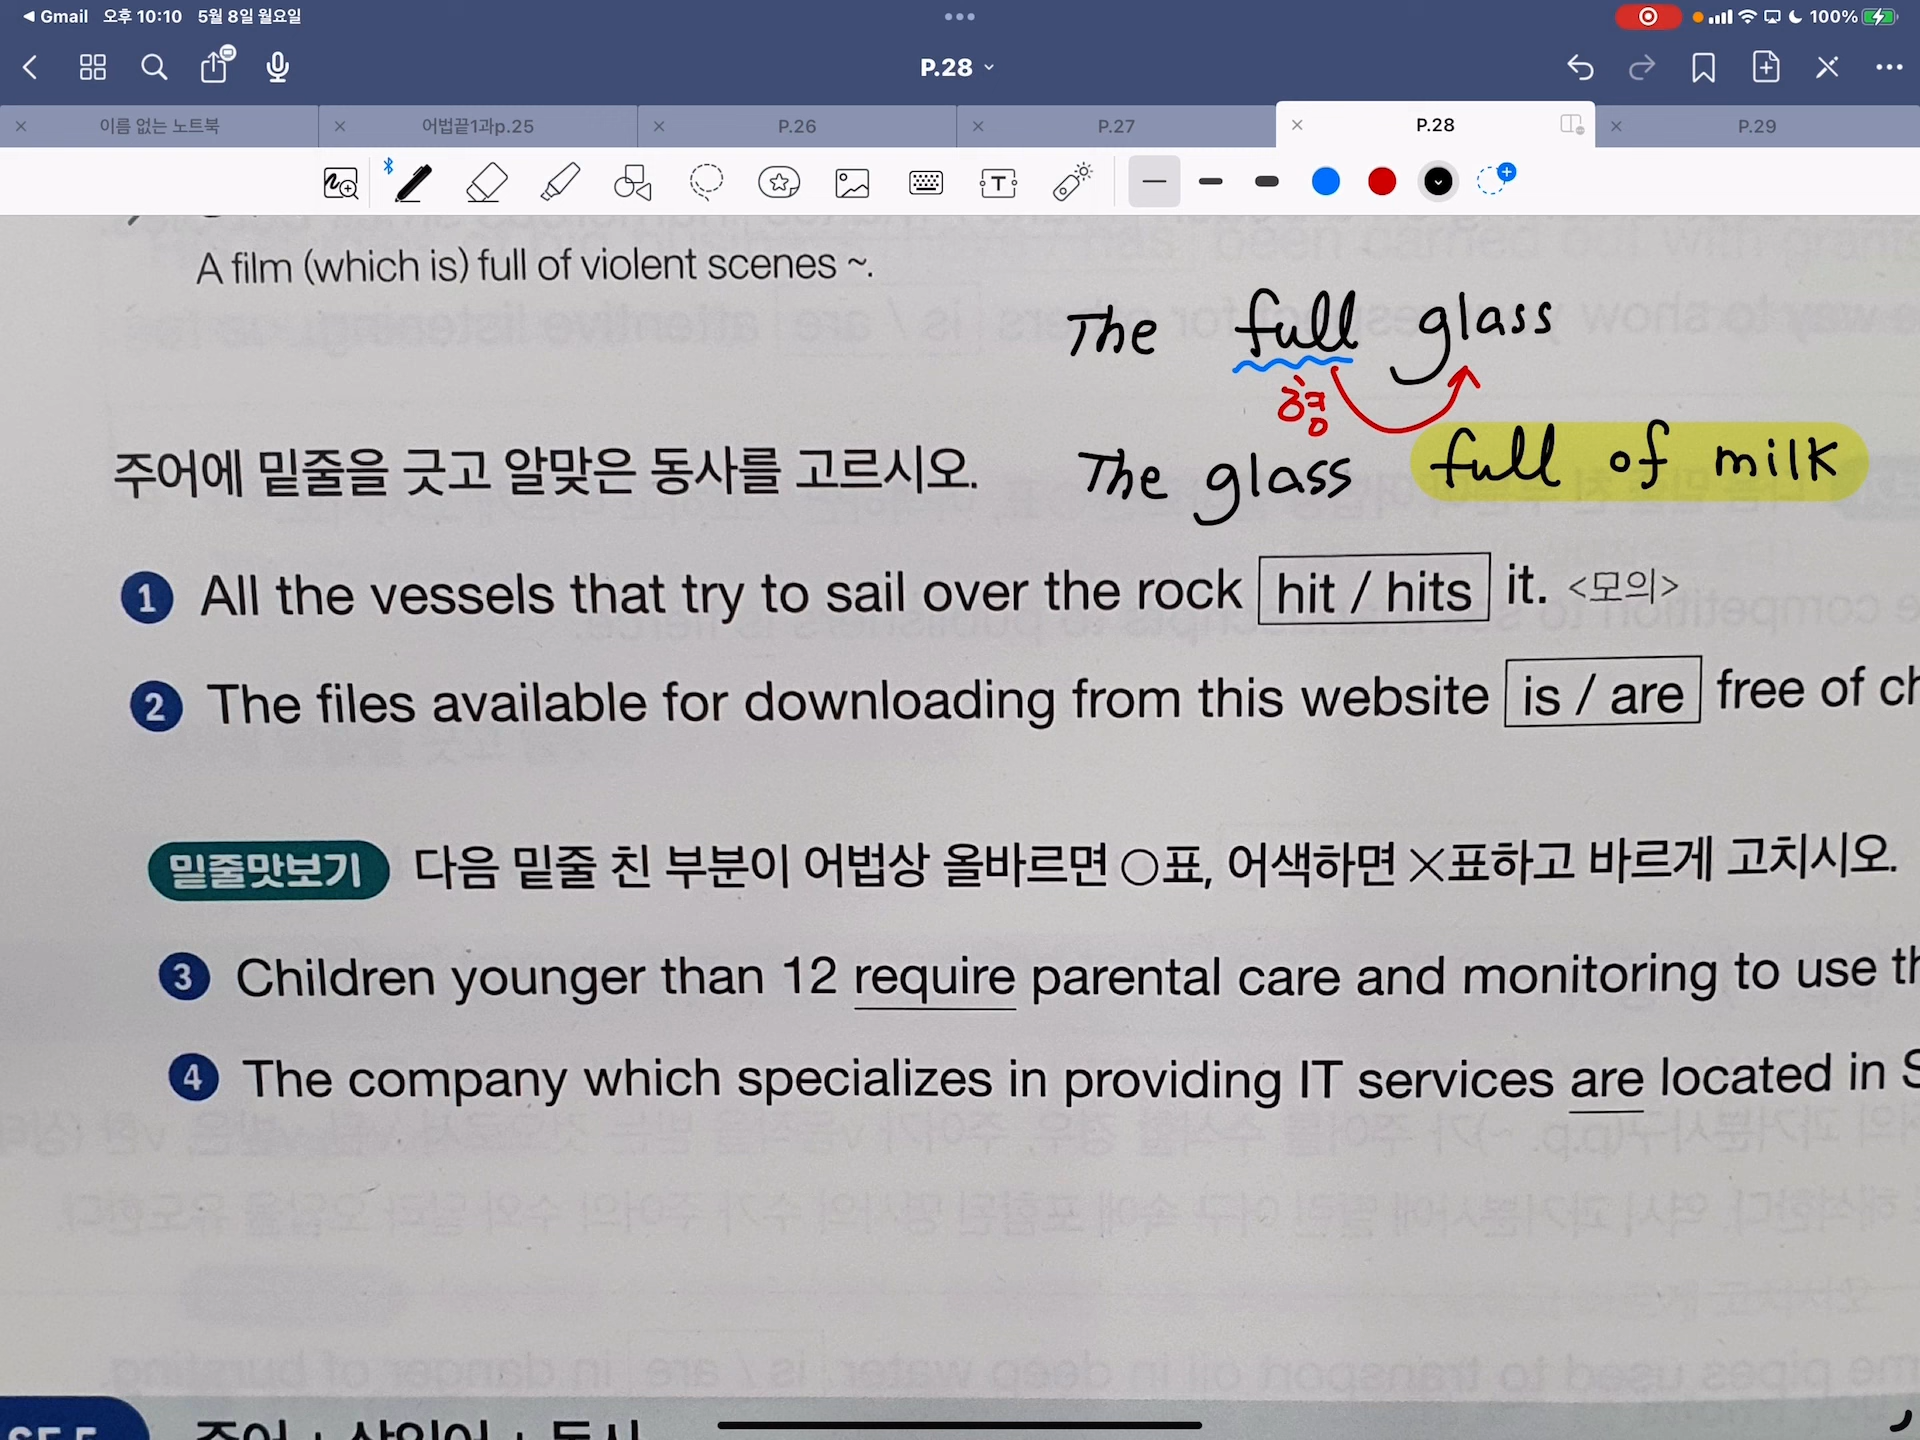 Gmail 오후 10:10 5월 8일 월요일 100%
P.28
이름 없는 노트북 어법끝1과p.25 P.26 P.27 P.28 P.29
A film (which is) full of violent scenes ~.
The full glass
형
주어에 밑줄을 긋고 알맞은 동사를 고르시오.
The glass full of milk
1 All the vessels that try to sail over the rock hit / hits it. <모의>
2 The files available for downloading from this website is / are free of ch
밑줄맛보기 다음 밑줄 친 부분이 어법상 올바르면 ○표, 어색하면 ×표하고 바르게 고치시오.
3 Children younger than 12 require parental care and monitoring to use th
4 The company which specializes in providing IT services are located in S